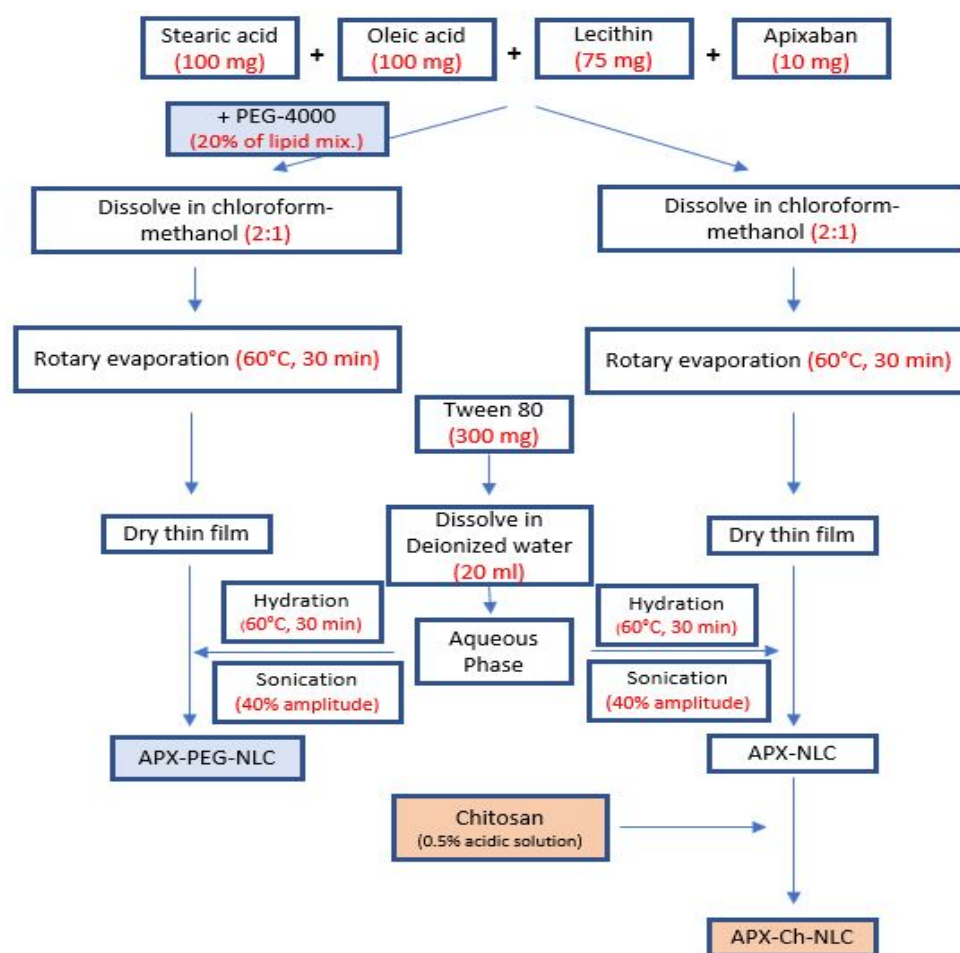 Stearic acid
(100 mg)
+
Oleic acid
(100 mg)
+
Lecithin
(75 mg)
+
Apixaban
(10 mg)
+ PEG-4000
(20% of lipid mix.)
Dissolve in chloroform-
methanol (2:1)
Dissolve in chloroform-
methanol (2:1)
Rotary evaporation (60°C, 30 min)
Rotary evaporation (60°C, 30 min)
Tween 80
(300 mg)
Dry thin film
Dissolve in
Deionized water
(20 ml)
Dry thin film
Hydration
(60°C, 30 min)
Hydration
(60°C, 30 min)
Aqueous
Phase
Sonication
(40% amplitude)
Sonication
(40% amplitude)
APX-PEG-NLC
APX-NLC
Chitosan
(0.5% acidic solution)
APX-Ch-NLC